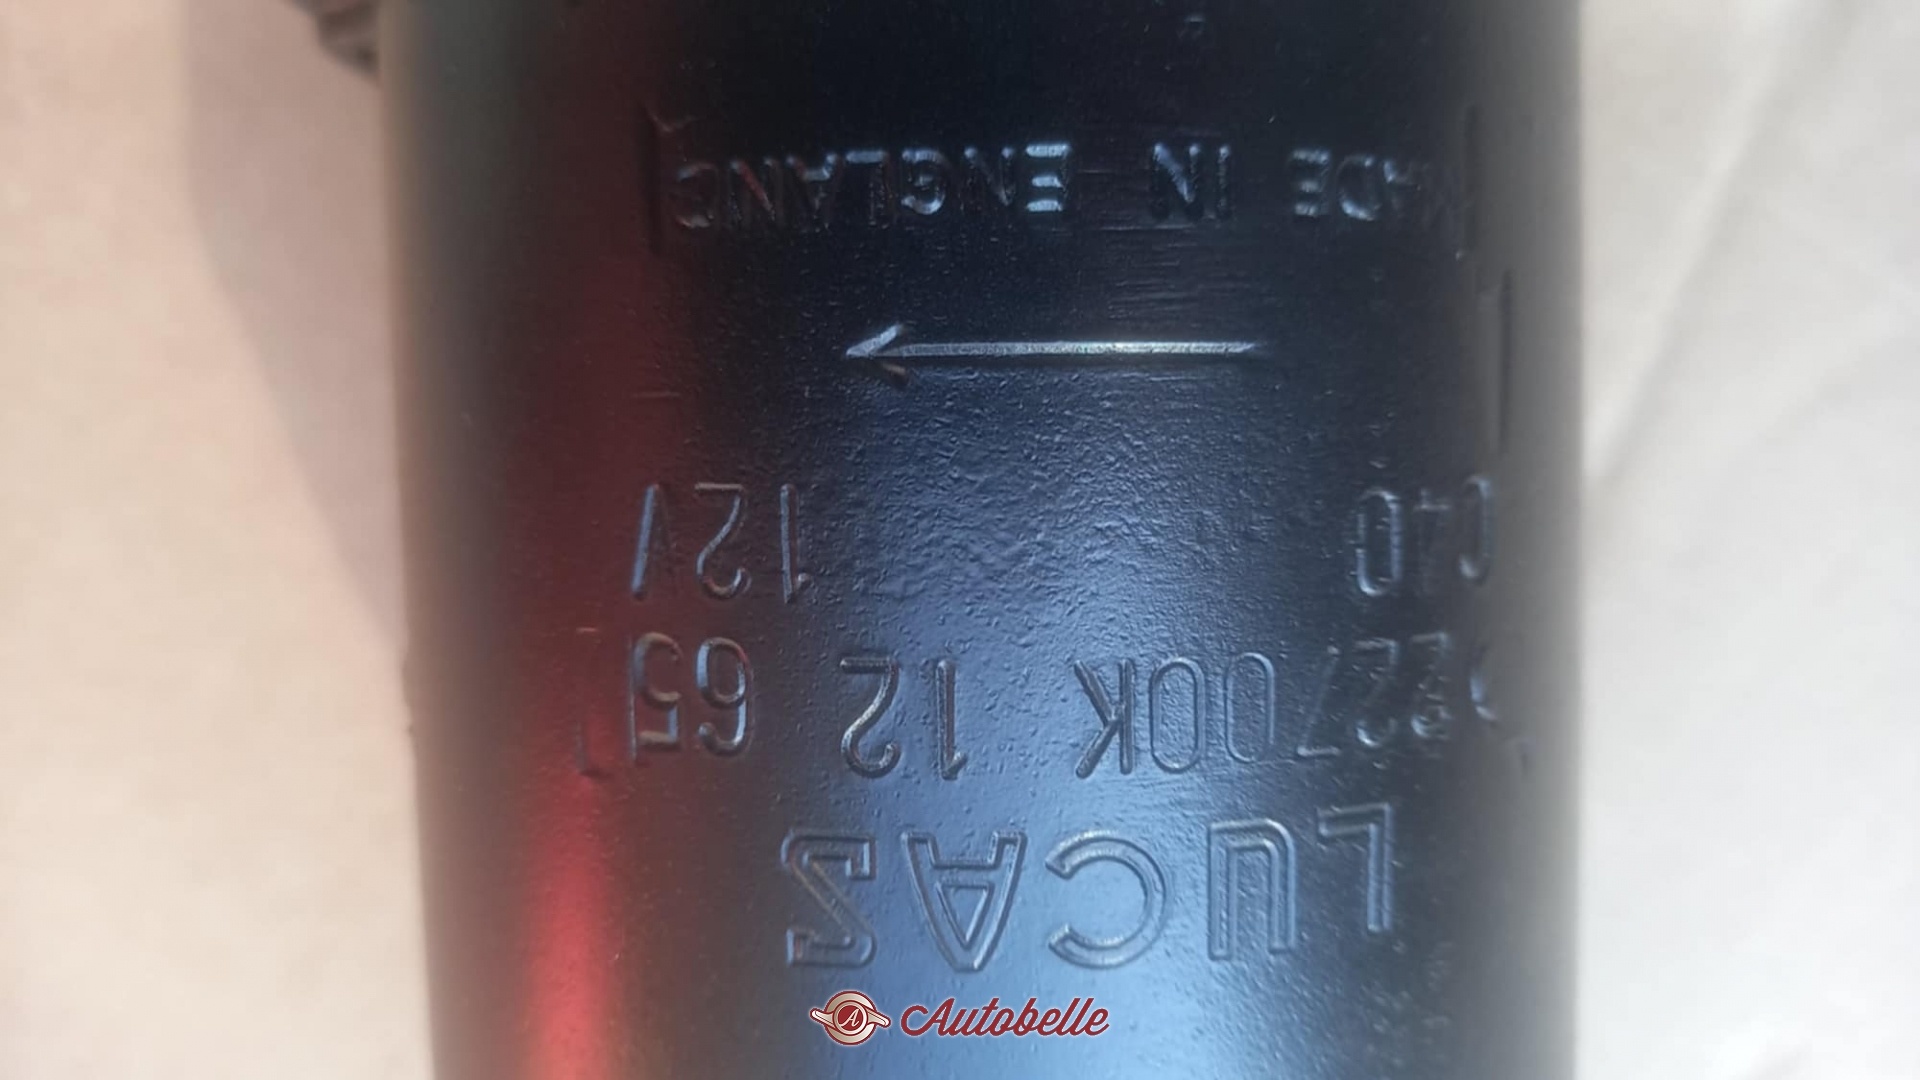 LUCAS
22700K 12 65
C40 12V
MADE IN ENGLAND
Autobelle